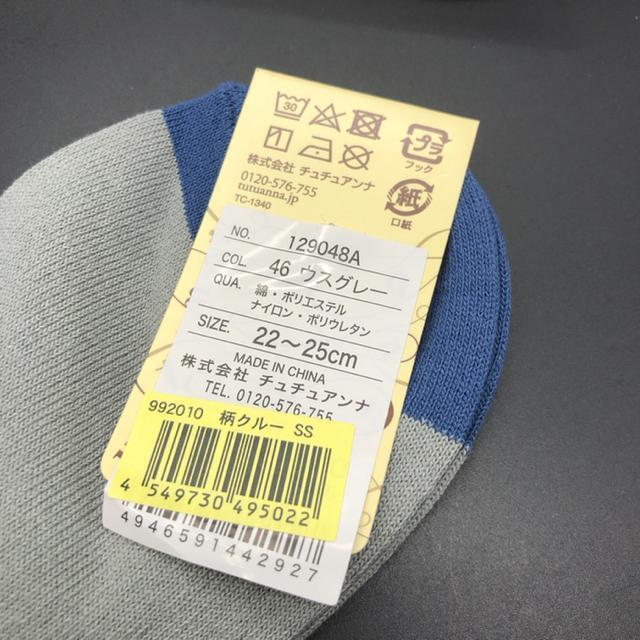 30
プラ
フック
紙
口紙
株式会社 チュチュアンナ
0120-576-755
tutuanna.jp
TC-1340
NO. 129048A
COL 46 ウスグレー
QUA. 綿・ポリエステル
ナイロン・ポリウレタン
SIZE. 22〜25cm
MADE IN CHINA
株式会社 チュチュアンナ
TEL. 0120-576-755
992010 柄クルー SS
4 549730 495022
4946591442927